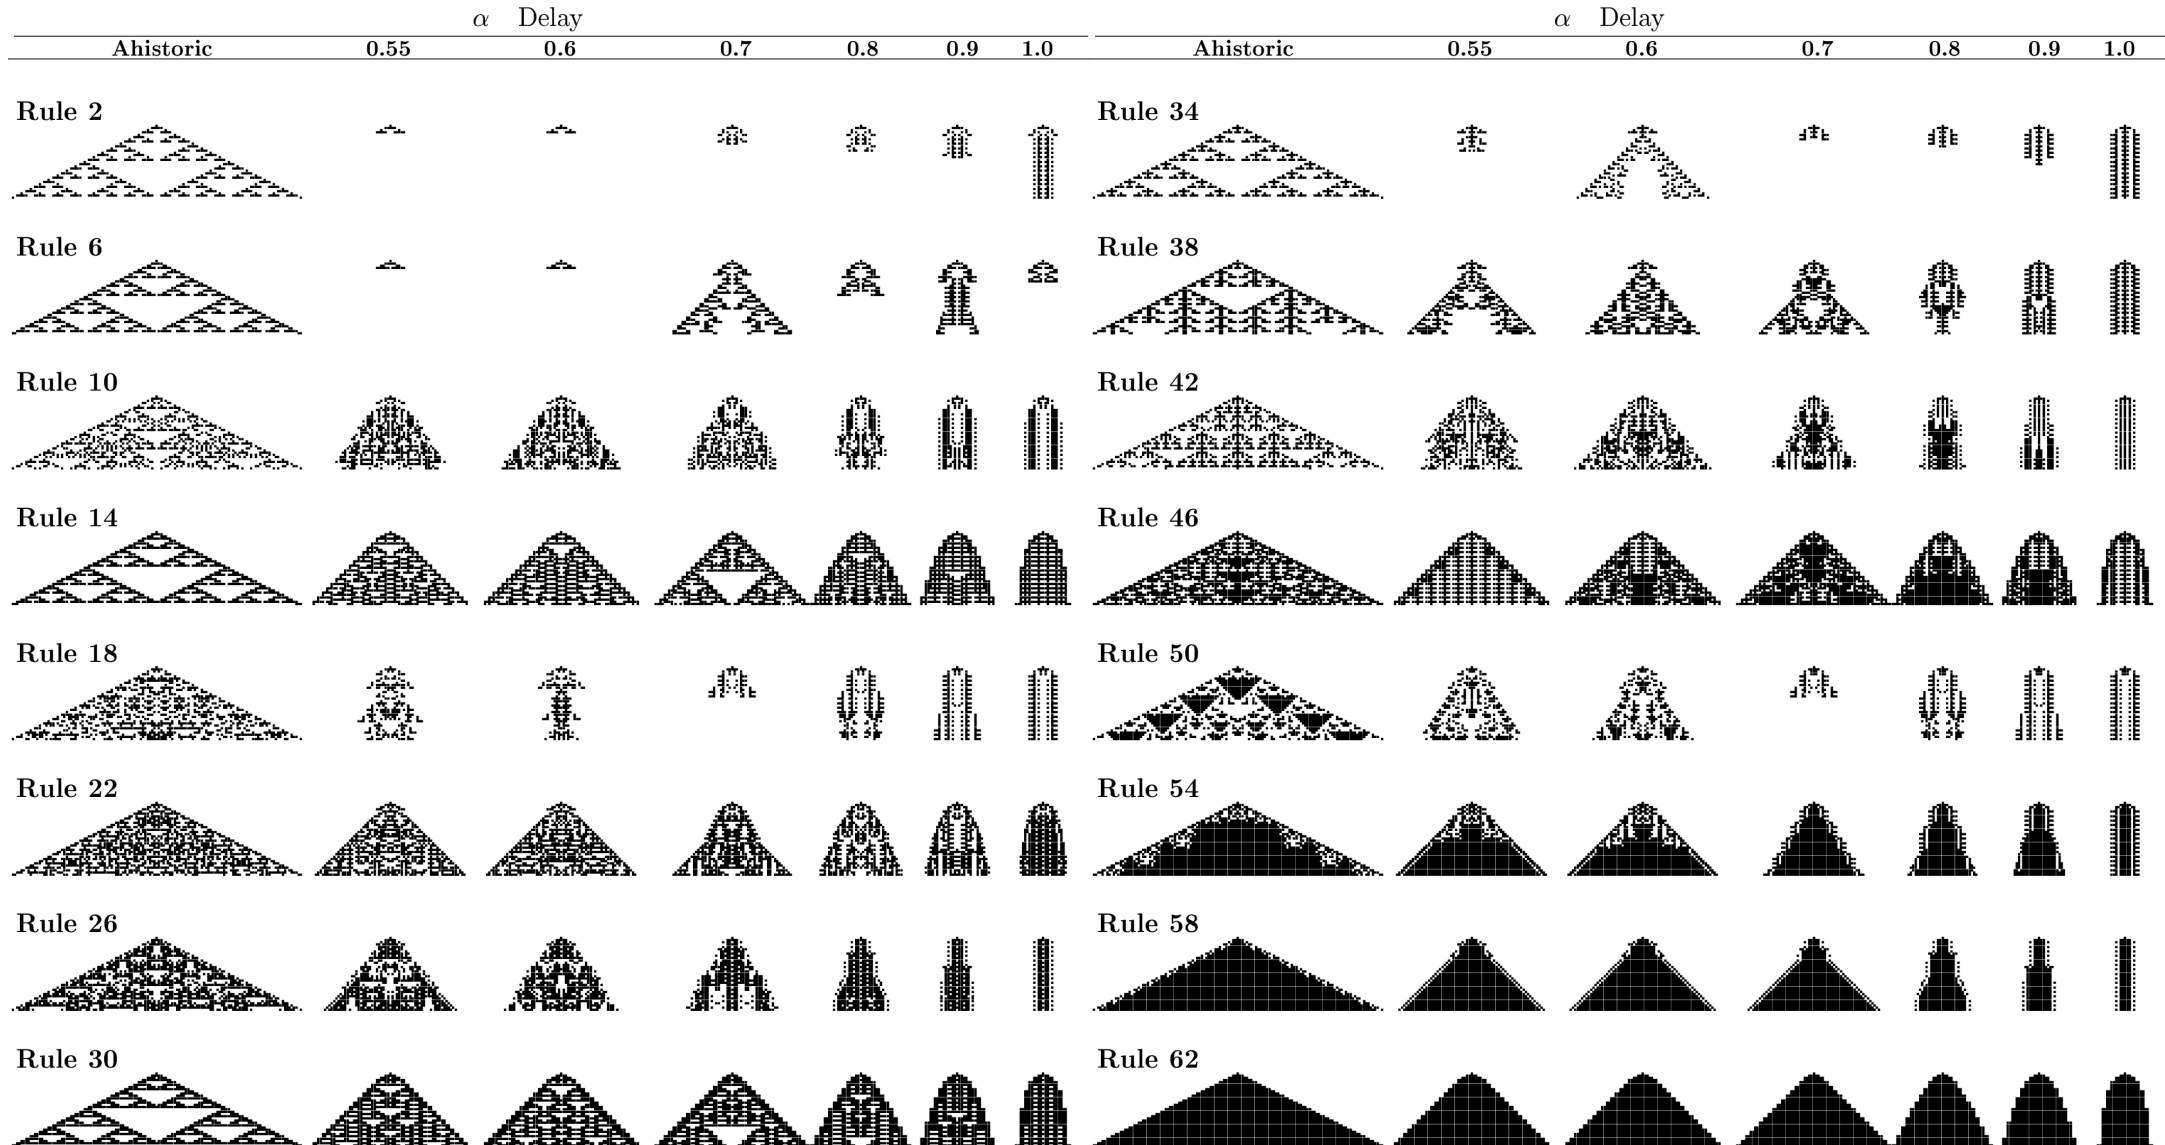 α Delay α Delay
Ahistoric 0.55 0.6 0.7 0.8 0.9 1.0 Ahistoric 0.55 0.6 0.7 0.8 0.9 1.0
Rule 2 Rule 34
Rule 6 Rule 38
Rule 10 Rule 42
Rule 14 Rule 46
Rule 18 Rule 50
Rule 22 Rule 54
Rule 26 Rule 58
Rule 30 Rule 62